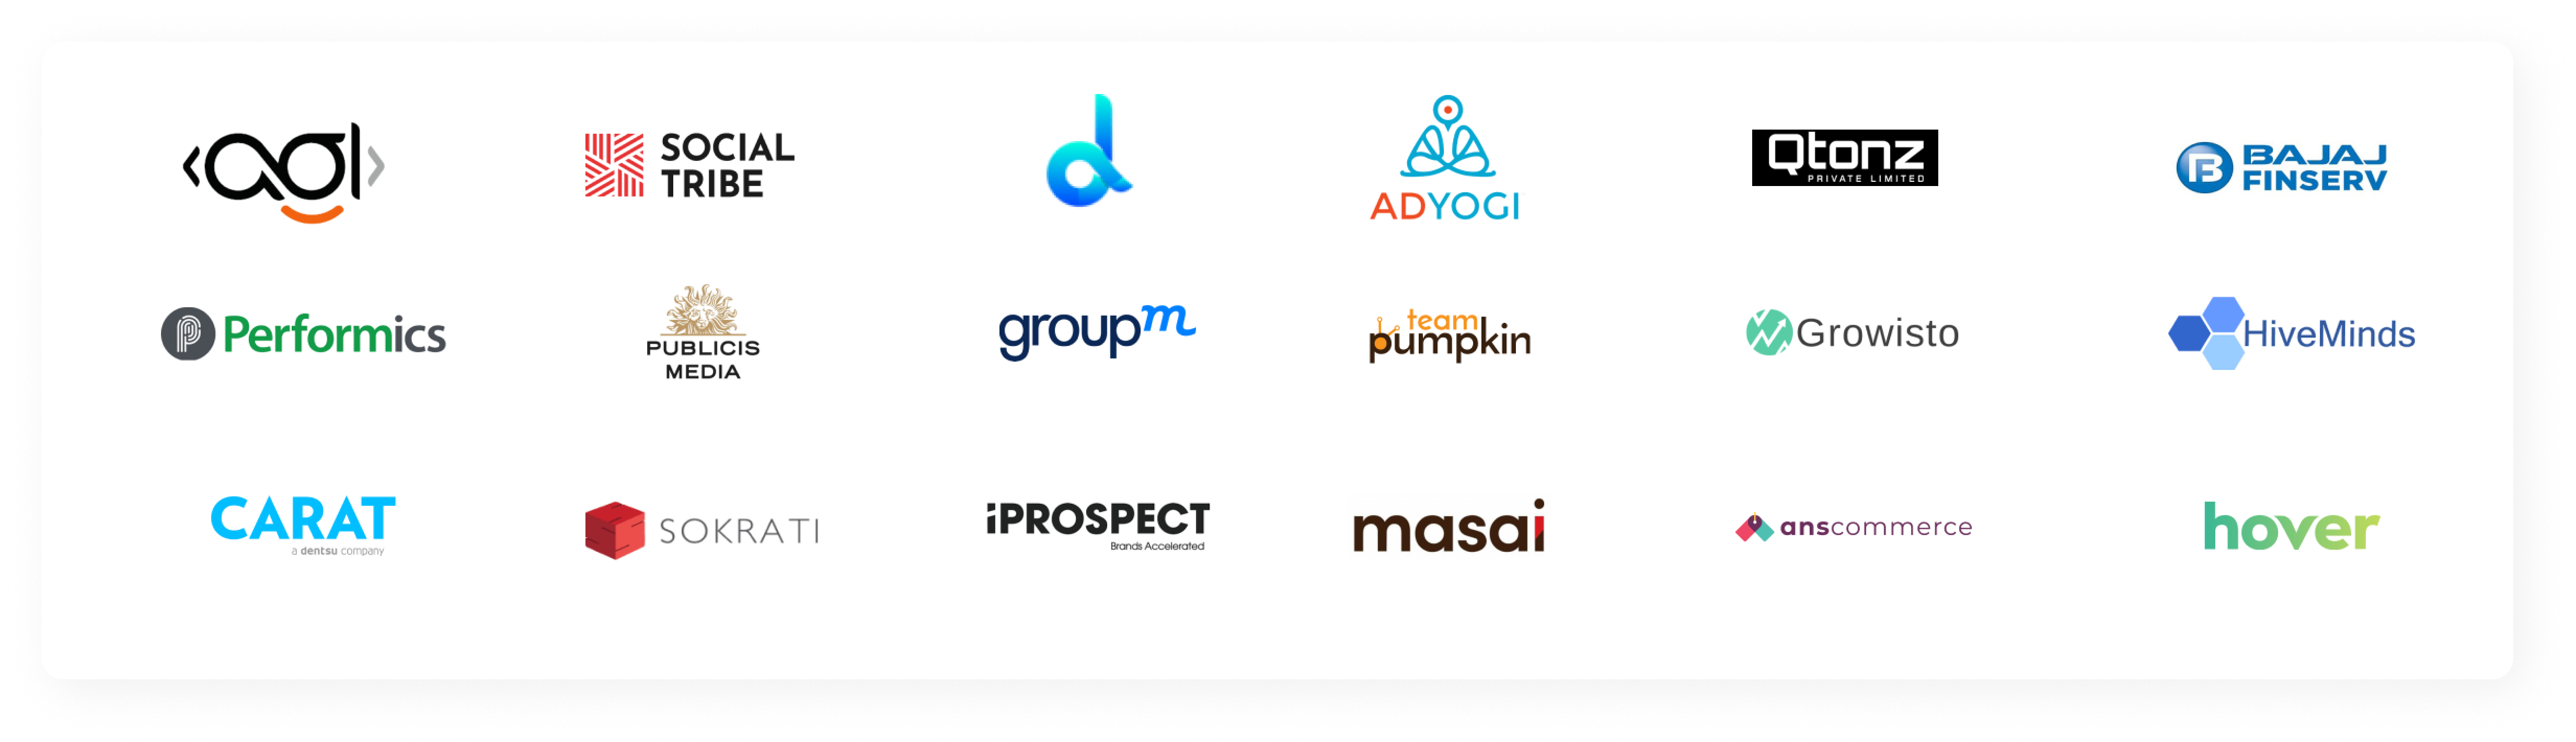 <aol>
SOCIAL
TRIBE
d
ADYOGI
Qtonz
PRIVATE LIMITED
B
BAJAJ
FINSERV
P
Performics
PUBLICIS
MEDIA
groupm
team
pumpkin
Growisto
HiveMinds
CARAT
a dentsu company
SOKRATI
iPROSPECT
Brands Accelerated
masai
anscommerce
hover